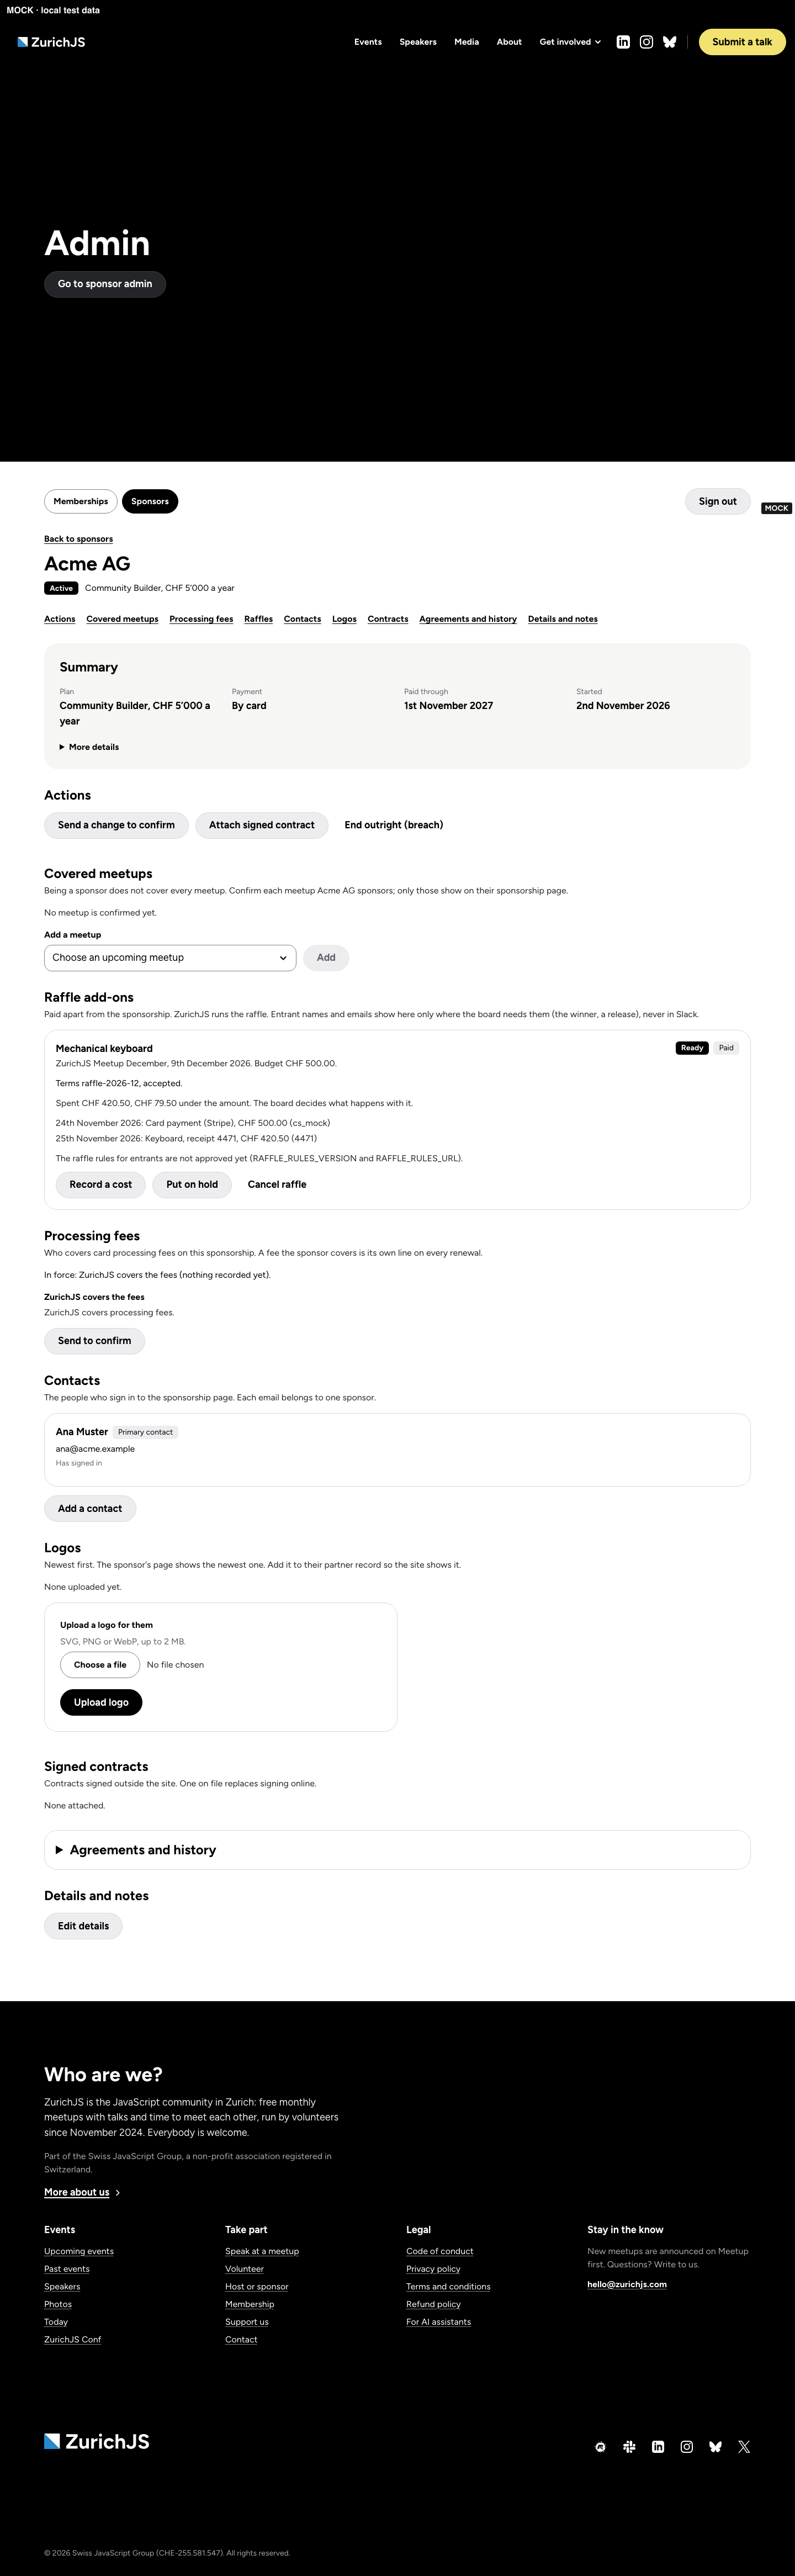 MOCK · local test data
ZurichJS
Events
Speakers
Media
About
Get involved
Submit a talk
Admin
Go to sponsor admin
Memberships
Sponsors
Sign out
MOCK
Back to sponsors
Acme AG
Active
Community Builder, CHF 5’000 a year
Actions
Covered meetups
Processing fees
Raffles
Contacts
Logos
Contracts
Agreements and history
Details and notes
Summary
Plan
Community Builder, CHF 5’000 a
year
Payment
By card
Paid through
1st November 2027
Started
2nd November 2026
More details
Actions
Send a change to confirm
Attach signed contract
End outright (breach)
Covered meetups
Being a sponsor does not cover every meetup. Confirm each meetup Acme AG sponsors; only those show on their sponsorship page.
No meetup is confirmed yet.
Add a meetup
Choose an upcoming meetup
Add
Raffle add-ons
Paid apart from the sponsorship. ZurichJS runs the raffle. Entrant names and emails show here only where the board needs them (the winner, a release), never in Slack.
Mechanical keyboard
Ready
Paid
ZurichJS Meetup December, 9th December 2026. Budget CHF 500.00.
Terms raffle-2026-12, accepted.
Spent CHF 420.50, CHF 79.50 under the amount. The board decides what happens with it.
24th November 2026: Card payment (Stripe), CHF 500.00 (cs_mock)
25th November 2026: Keyboard, receipt 4471, CHF 420.50 (4471)
The raffle rules for entrants are not approved yet (RAFFLE_RULES_VERSION and RAFFLE_RULES_URL).
Record a cost
Put on hold
Cancel raffle
Processing fees
Who covers card processing fees on this sponsorship. A fee the sponsor covers is its own line on every renewal.
In force: ZurichJS covers the fees (nothing recorded yet).
ZurichJS covers the fees
ZurichJS covers processing fees.
Send to confirm
Contacts
The people who sign in to the sponsorship page. Each email belongs to one sponsor.
Ana Muster
Primary contact
ana@acme.example
Has signed in
Add a contact
Logos
Newest first. The sponsor's page shows the newest one. Add it to their partner record so the site shows it.
None uploaded yet.
Upload a logo for them
SVG, PNG or WebP, up to 2 MB.
Choose a file
No file chosen
Upload logo
Signed contracts
Contracts signed outside the site. One on file replaces signing online.
None attached.
Agreements and history
Details and notes
Edit details
Who are we?
ZurichJS is the JavaScript community in Zurich: free monthly
meetups with talks and time to meet each other, run by volunteers
since November 2024. Everybody is welcome.
Part of the Swiss JavaScript Group, a non-profit association registered in
Switzerland.
More about us
Events
Upcoming events
Past events
Speakers
Photos
Today
ZurichJS Conf
Take part
Speak at a meetup
Volunteer
Host or sponsor
Membership
Support us
Contact
Legal
Code of conduct
Privacy policy
Terms and conditions
Refund policy
For AI assistants
Stay in the know
New meetups are announced on Meetup
first. Questions? Write to us.
hello@zurichjs.com
ZurichJS
© 2026 Swiss JavaScript Group (CHE-255.581.547). All rights reserved.